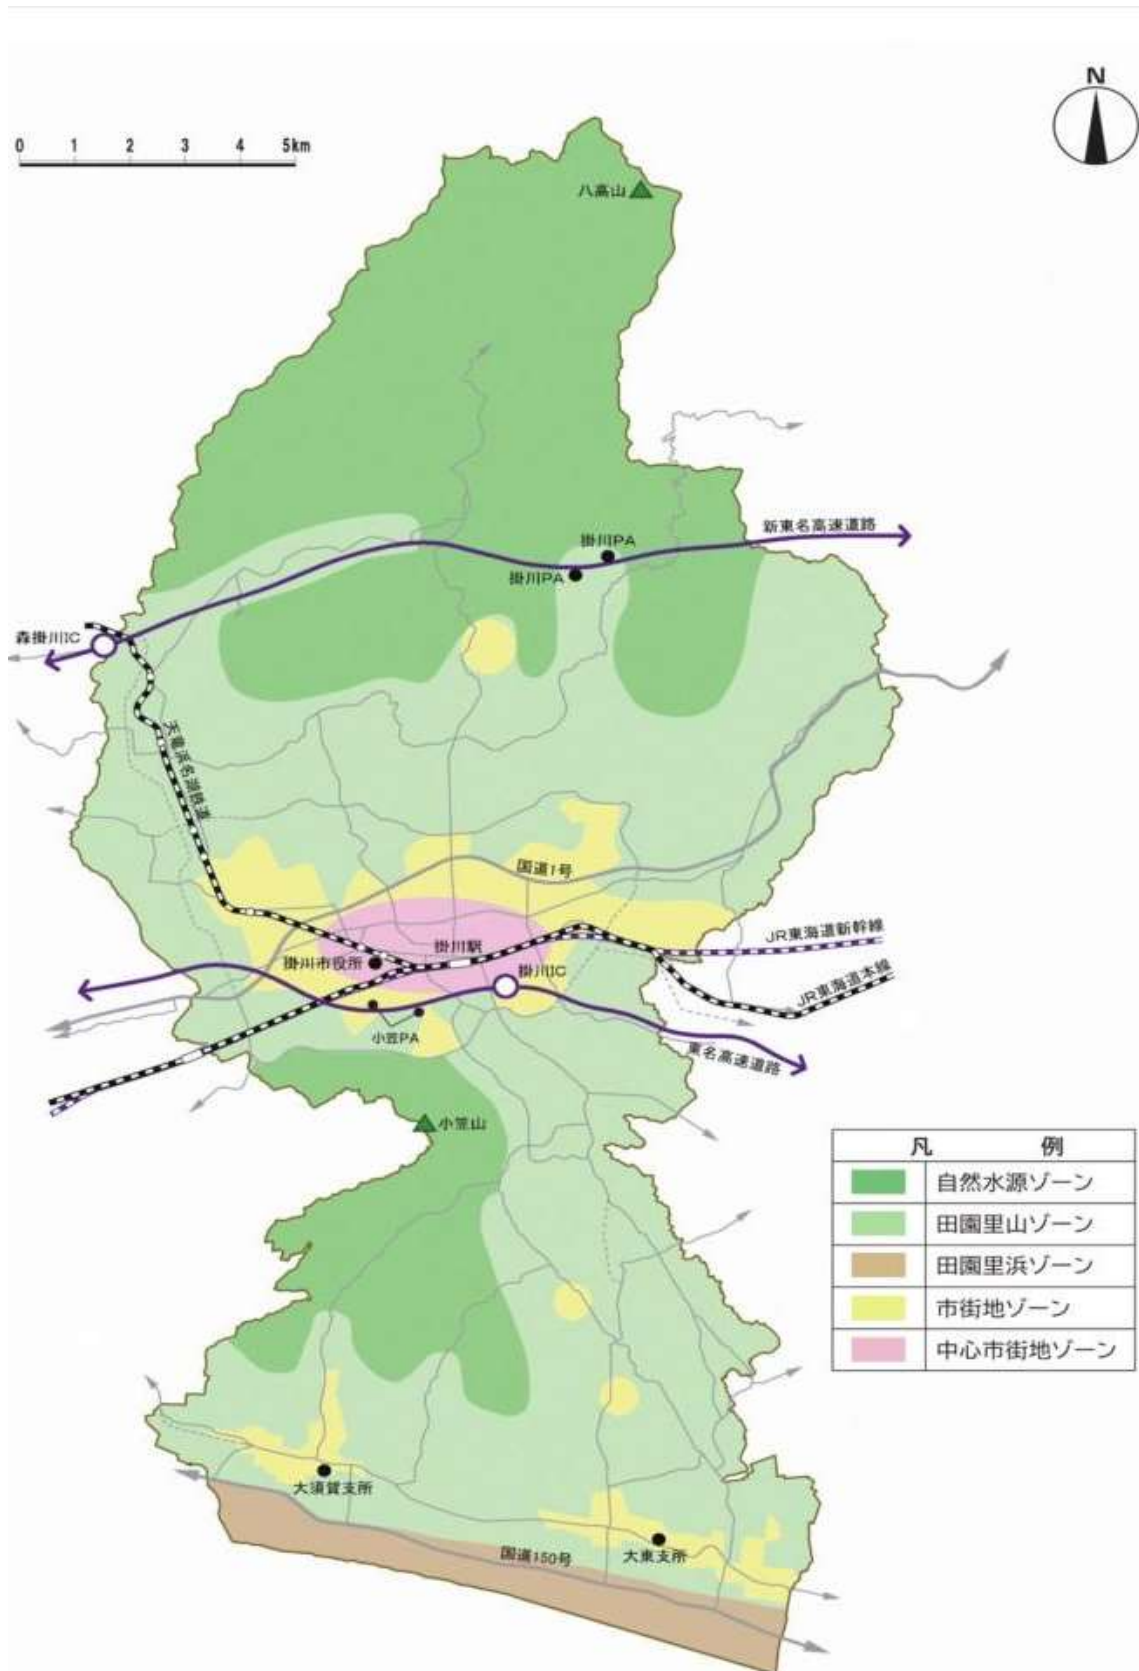 N
0 1 2 3 4 5km
八高山
新東名高速道路
掛川PA
掛川PA
森掛川IC
天竜浜名湖鉄道
国道1号
JR東海道新幹線
掛川駅
掛川市役所
掛川IC
JR東海道本線
小笠PA
東名高速道路
小笠山
凡 例
自然水源ゾーン
田園里山ゾーン
田園里浜ゾーン
市街地ゾーン
中心市街地ゾーン
大須賀支所
国道150号
大東支所